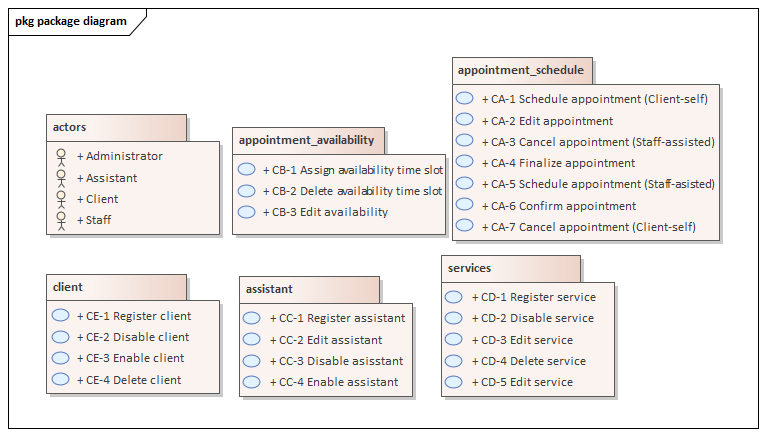 pkg package diagram
actors
+ Administrator
+ Assistant
+ Client
+ Staff
appointment_availability
+ CB-1 Assign availability time slot
+ CB-2 Delete availability time slot
+ CB-3 Edit availability
appointment_schedule
+ CA-1 Schedule appointment (Client-self)
+ CA-2 Edit appointment
+ CA-3 Cancel appointment (Staff-assisted)
+ CA-4 Finalize appointment
+ CA-5 Schedule appointment (Staff-asisted)
+ CA-6 Confirm appointment
+ CA-7 Cancel appointment (Client-self)
client
+ CE-1 Register client
+ CE-2 Disable client
+ CE-3 Enable client
+ CE-4 Delete client
assistant
+ CC-1 Register assistant
+ CC-2 Edit assistant
+ CC-3 Disable asisstant
+ CC-4 Enable assistant
services
+ CD-1 Register service
+ CD-2 Disable service
+ CD-3 Edit service
+ CD-4 Delete service
+ CD-5 Edit service